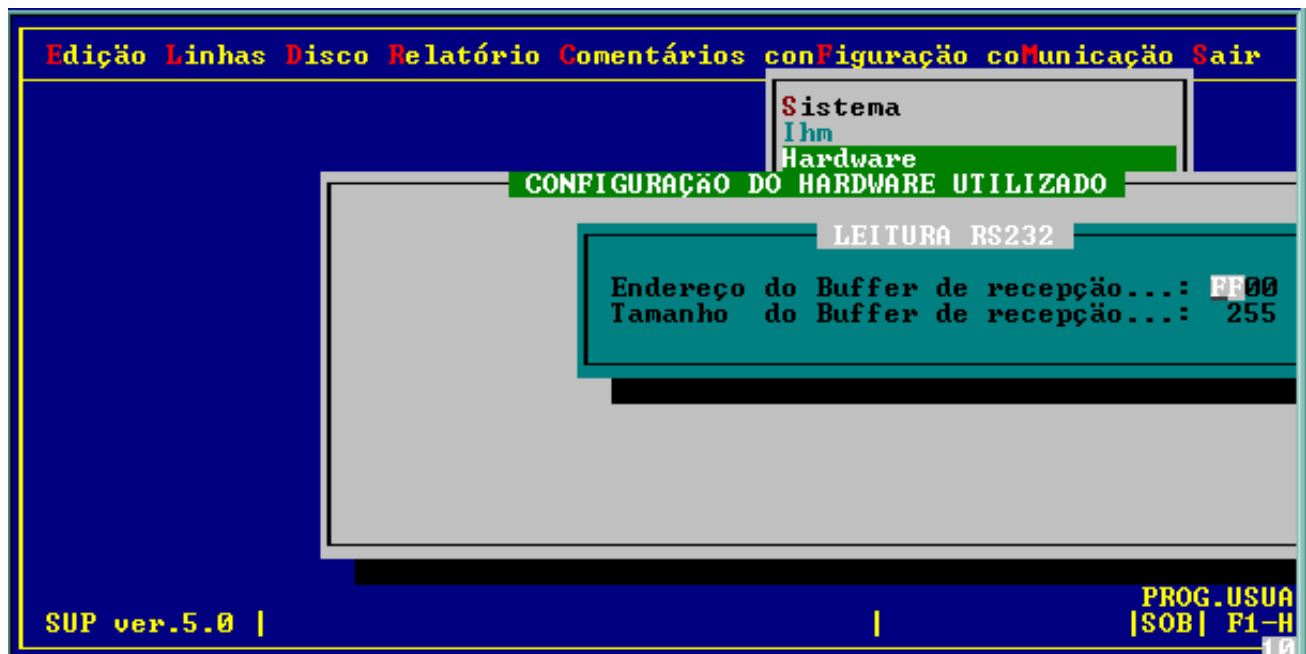 Edição Linhas Disco Relatório Comentários conFiguração coMunicação Sair
Sistema
Ihm
Hardware
CONFIGURAÇÃO DO HARDWARE UTILIZADO
LEITURA RS232
Endereço do Buffer de recepção...: FF00
Tamanho do Buffer de recepção...: 255
PROG.USUA
SUP ver.5.0 | | |SOB| F1-H
10